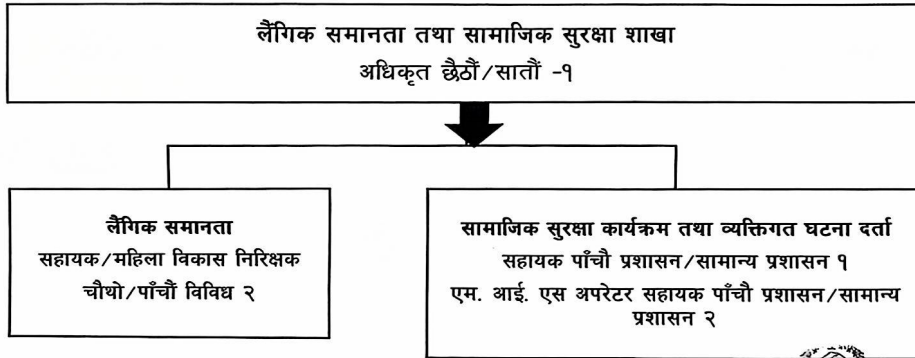 लैंगिक समानता तथा सामाजिक सुरक्षा शाखा
अधिकृत छैठौं/सातौं -१
लैंगिक समानता
सहायक/महिला विकास निरिक्षक
चौथो/पाँचौं विविध २
सामाजिक सुरक्षा कार्यक्रम तथा व्यक्तिगत घटना दर्ता
सहायक पाँचौ प्रशासन/सामान्य प्रशासन १
एम. आई. एस अपरेटर सहायक पाँचौ प्रशासन/सामान्य
प्रशासन २